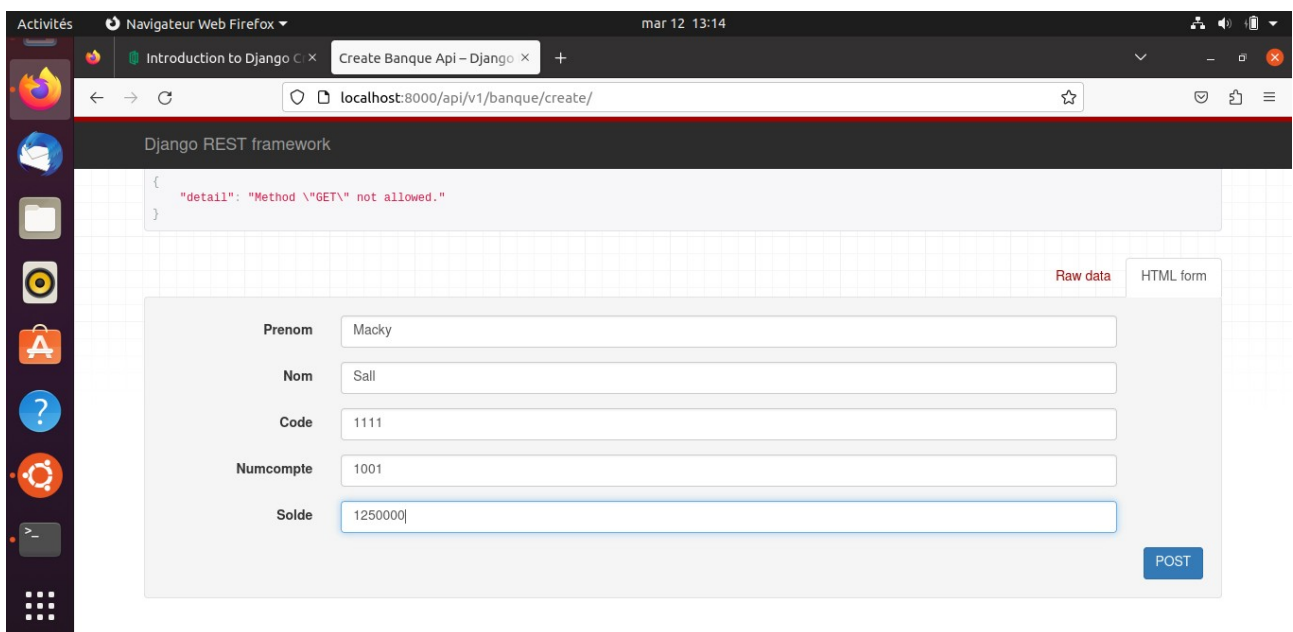 Activités Navigateur Web Firefox mar 12 13:14
Introduction to Django C Create Banque Api – Django
localhost:8000/api/v1/banque/create/
Django REST framework
{
"detail": "Method \"GET\" not allowed."
}
Raw data HTML form
Prenom Macky
Nom Sall
Code 1111
Numcompte 1001
Solde 1250000
POST